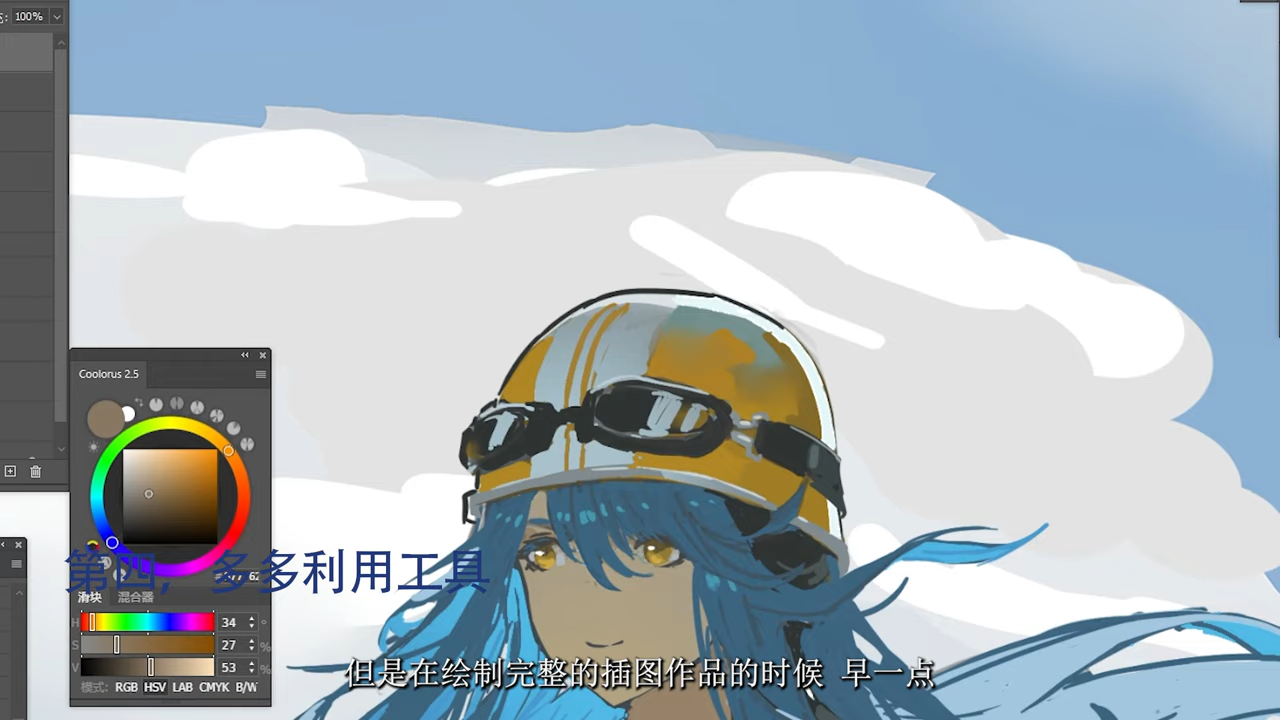 100%
Coolorus 2.5
第四，多多利用工具
滑块 混合器
H 34
S 27 %
V 53 %
模式: RGB HSV LAB CMYK B/W
但是在绘制完整的插图作品的时候 早一点